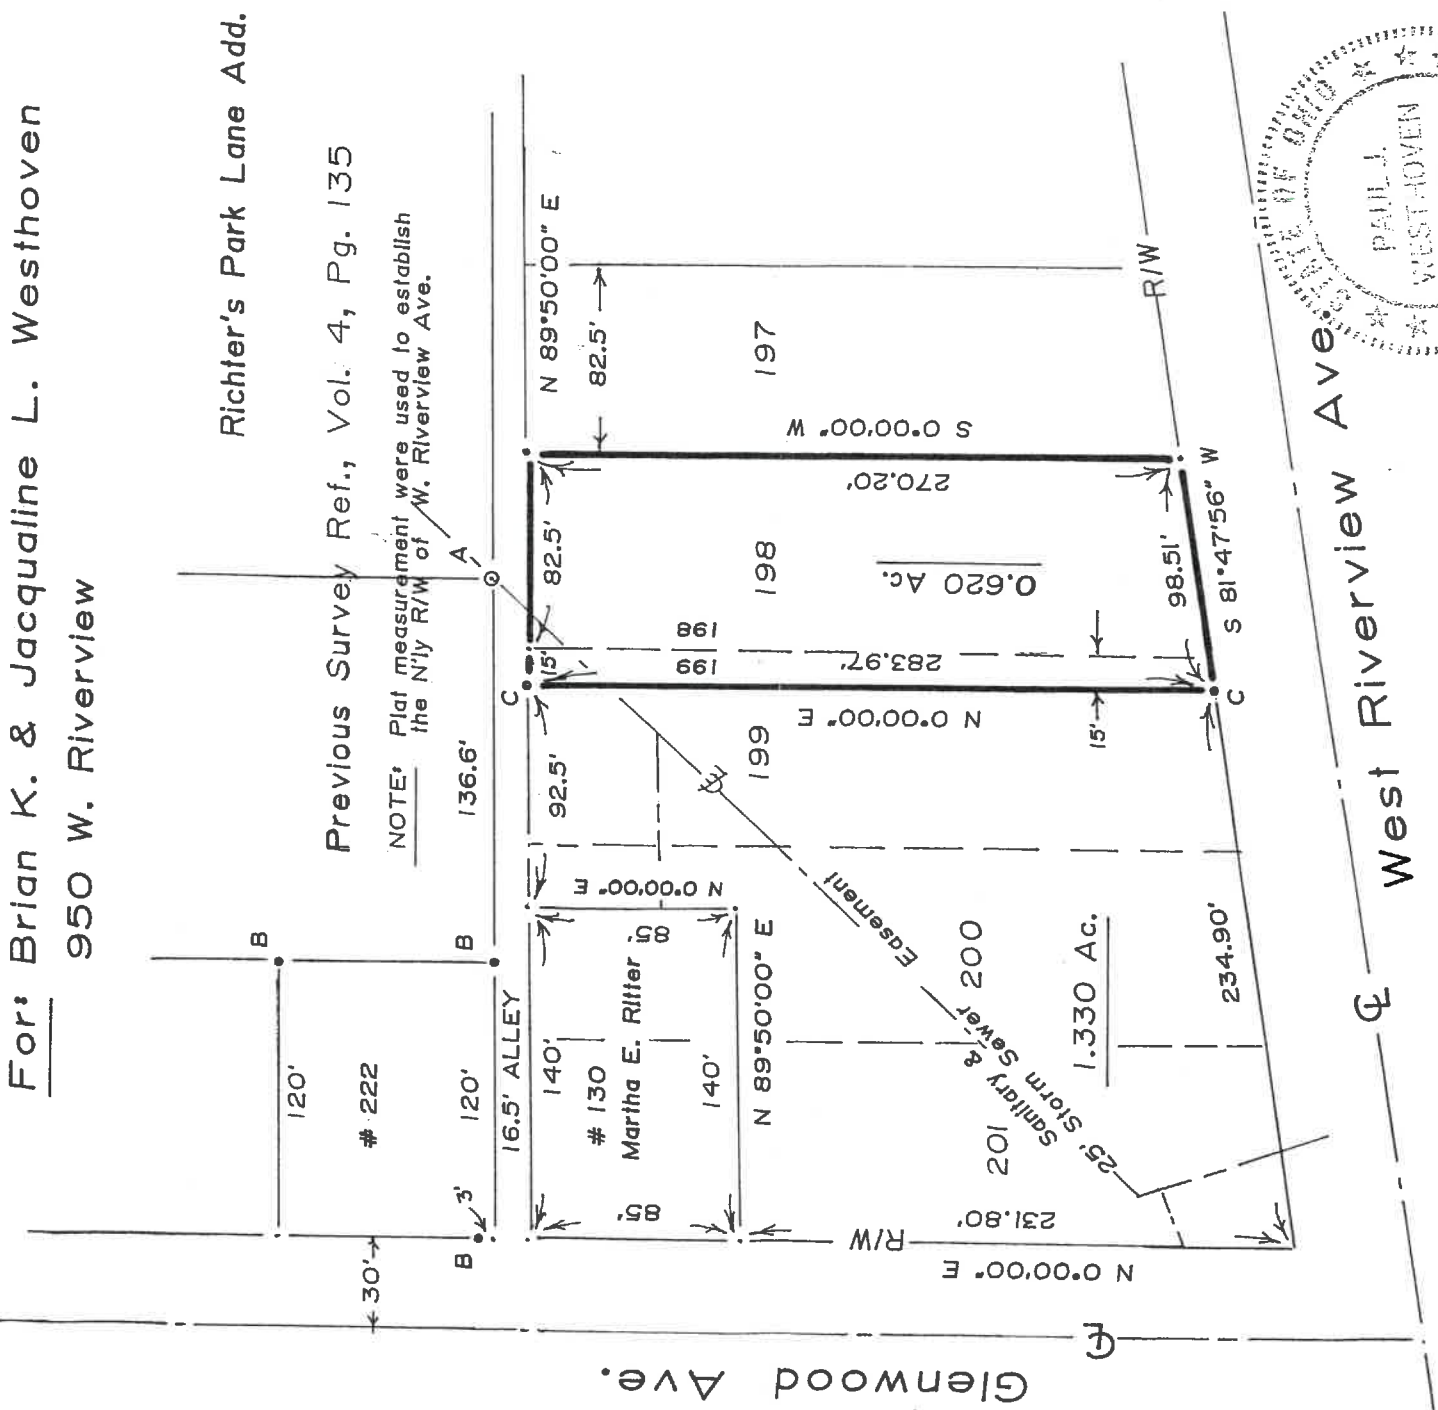 For: Brian K. & Jacqualine L. Westhoven
950 W. Riverview
Richter's Park Lane Add.
Previous Survey Ref., Vol. 4, Pg. 135
NOTE: Plat measurement were used to establish
the N'ly R/W of W. Riverview Ave.
B
B
B
120'
# 222
120'
3'
30'
136.6'
A
16.5' ALLEY
C
15'
82.5'
N 89°50'00" E
82.5'
92.5'
140'
# 130
Martha E. Ritter
140'
85'
85'
N 0°00'00" E
N 89°50'00" E
198
199
283.97'
N 0°00'00" E
15'
198
0.620 Ac.
270.20'
S 0°00'00" W
197
R/W
98.51'
S 81°47'56" W
C
199
200
201
1.330 Ac.
234.90'
231.80'
R/W
N 0°00'00" E
25' Storm Sewer
Sanitary &
Easement
West Riverview Ave.
Glenwood Ave.
STATE OF OHIO
PAUL J.
WESTHOVEN